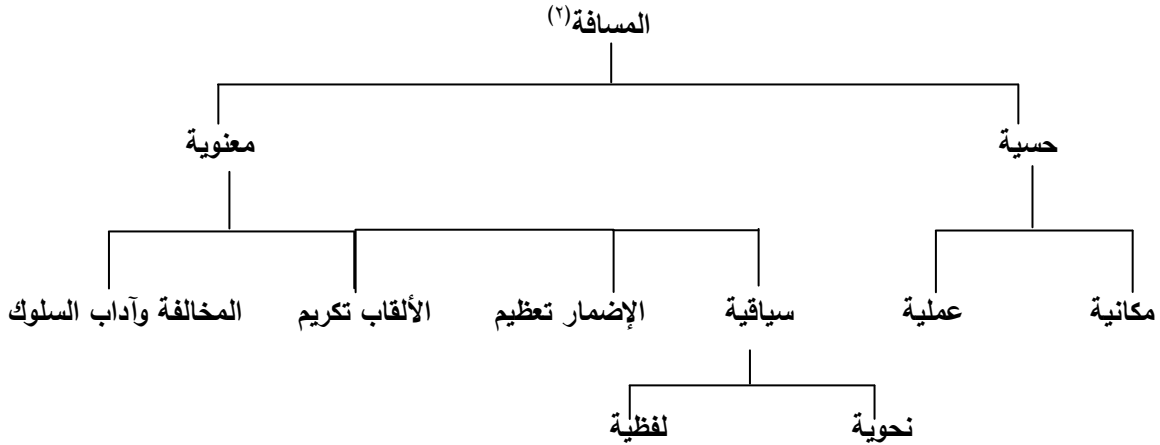 المسافة(٢)
حسية معنوية
مكانية عملية سياقية الإضمار تعظيم الألقاب تكريم المخالفة وآداب السلوك
نحوية لفظية